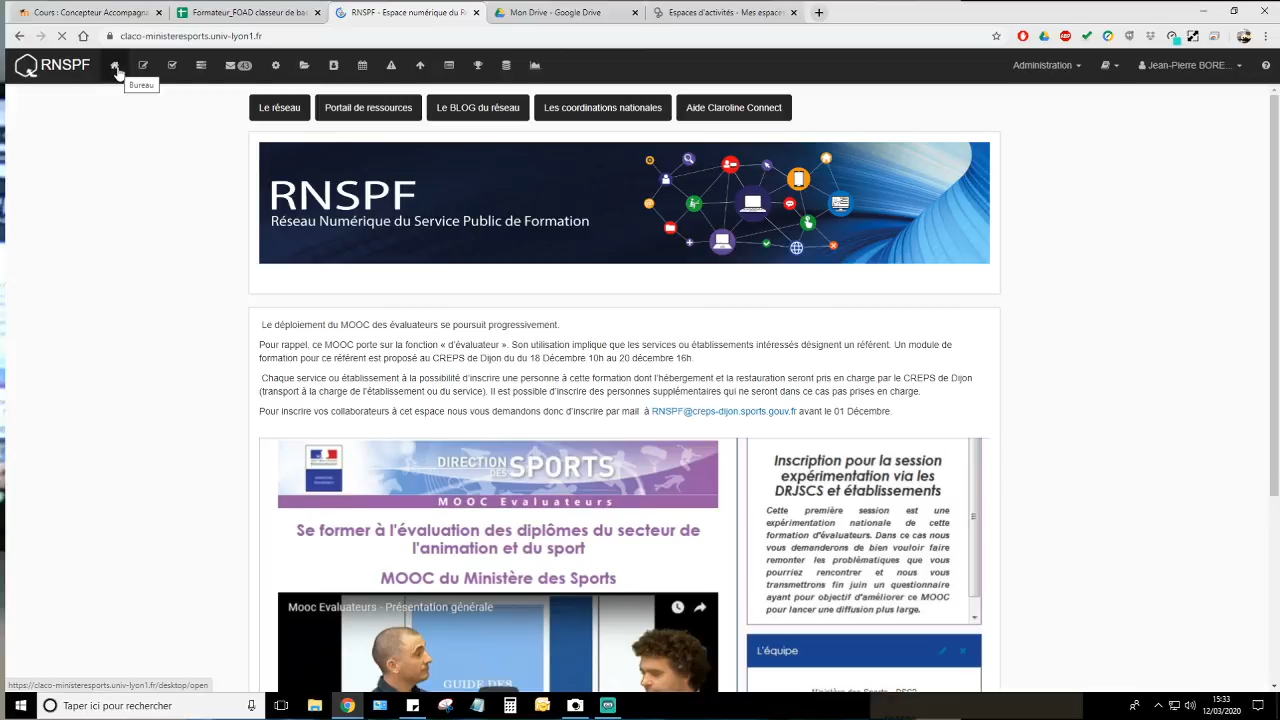 Cours : Concepteur Accompagna
Formateur_FOAD classeur de ba
RNSPF - Espace numérique du R
Mon Drive - Google Drive
Espaces d'activités - Mes espace
claco-ministeresports.univ-lyon1.fr
RNSPF
43
Administration
Jean-Pierre BORE...
Bureau
Le réseau
Portail de ressources
Le BLOG du réseau
Les coordinations nationales
Aide Claroline Connect
RNSPF
Réseau Numérique du Service Public de Formation
Le déploiement du MOOC des évaluateurs se poursuit progressivement.
Pour rappel, ce MOOC porte sur la fonction « d'évaluateur ». Son utilisation implique que les services ou établissements intéressés désignent un référent. Un module de
formation pour ce référent est proposé au CREPS de Dijon du du 18 Décembre 10h au 20 décembre 16h.
Chaque service ou établissement à la possibilité d'inscrire une personne à cette formation dont l'hébergement et la restauration seront pris en charge par le CREPS de Dijon
(transport à la charge de l'établissement ou du service). Il est possible d'inscrire des personnes supplémentaires qui ne seront dans ce cas pas prises en charge.
Pour inscrire vos collaborateurs à cet espace nous vous demandons donc d'inscrire par mail à RNSPF@creps-dijon.sports.gouv.fr avant le 01 Décembre.
DIRECTION DES SPORTS
MOOC Evaluateurs
Se former à l'évaluation des diplômes du secteur de
l'animation et du sport
MOOC du Ministère des Sports
Mooc Evaluateurs - Présentation générale
GUIDE DES
Inscription pour la session
expérimentation via les
DRJSCS et établissements
Cette première session est une
expérimentation nationale de cette
formation d'évaluateurs. Dans ce cas nous
vous demanderons de bien vouloir faire
remonter les problématiques que vous
pourriez rencontrer et nous vous
transmettrons fin juin un questionnaire
ayant pour objectif d'améliorer ce MOOC
pour lancer une diffusion plus large.
L'équipe
https://claco-ministeresports.univ-lyon1.fr/desktop/open
Taper ici pour rechercher
15:33
12/03/2020